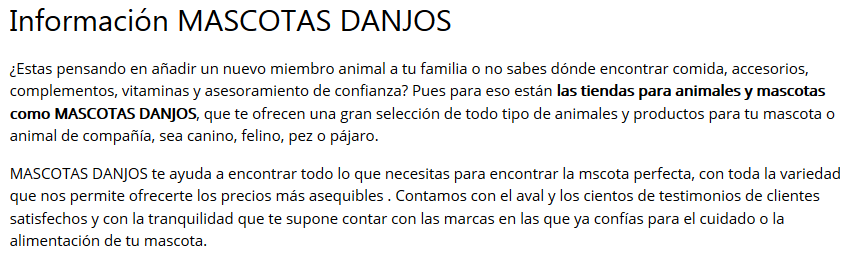 Información MASCOTAS DANJOS
¿Estas pensando en añadir un nuevo miembro animal a tu familia o no sabes dónde encontrar comida, accesorios,
complementos, vitaminas y asesoramiento de confianza? Pues para eso están las tiendas para animales y mascotas
como MASCOTAS DANJOS, que te ofrecen una gran selección de todo tipo de animales y productos para tu mascota o
animal de compañía, sea canino, felino, pez o pájaro.
MASCOTAS DANJOS te ayuda a encontrar todo lo que necesitas para encontrar la mscota perfecta, con toda la variedad
que nos permite ofrecerte los precios más asequibles . Contamos con el aval y los cientos de testimonios de clientes
satisfechos y con la tranquilidad que te supone contar con las marcas en las que ya confías para el cuidado o la
alimentación de tu mascota.